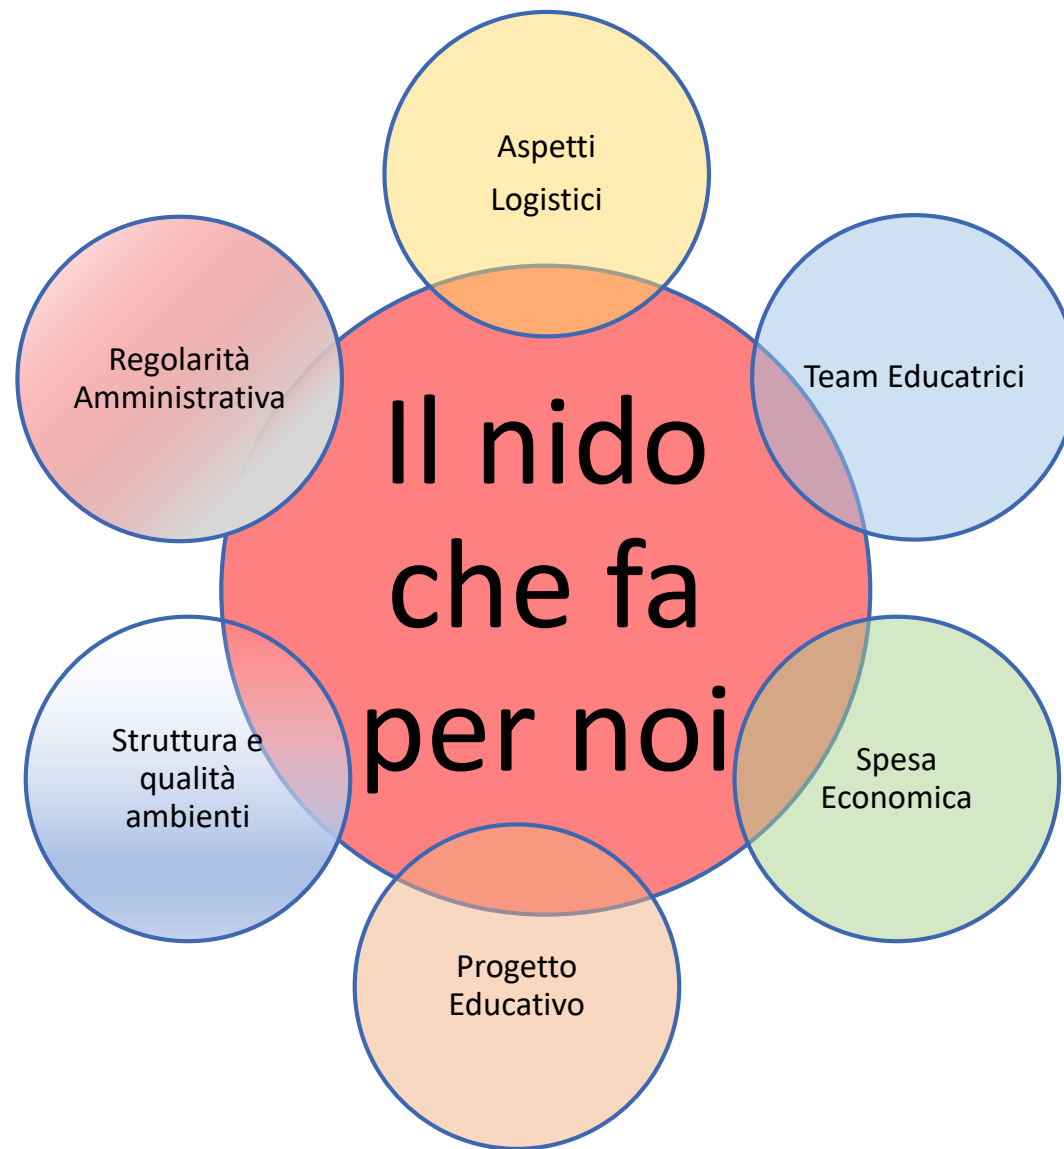 Aspetti
Logistici
Regolarità
Amministrativa
Team Educatrici
Il nido
che fa
per noi
Struttura e
qualità
ambienti
Spesa
Economica
Progetto
Educativo